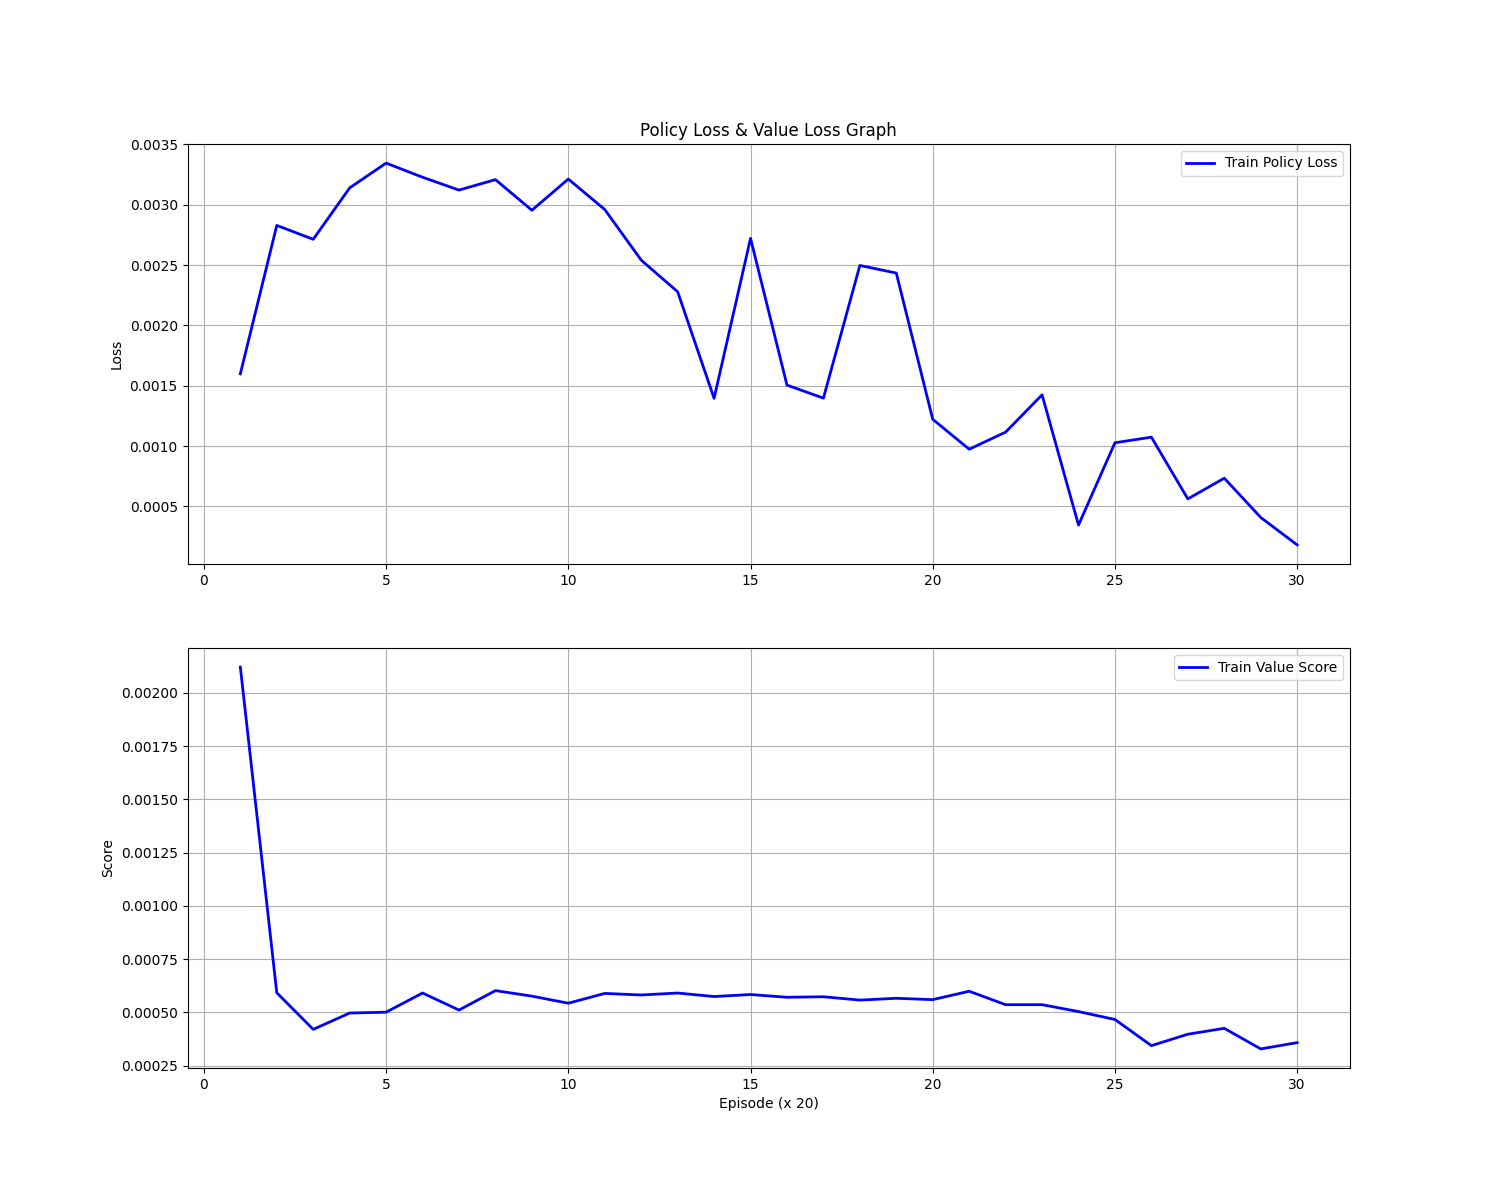 Policy Loss & Value Loss Graph
Train Policy Loss
Loss
0.0035
0.0030
0.0025
0.0020
0.0015
0.0010
0.0005
0 5 10 15 20 25 30
Train Value Score
Score
0.00200
0.00175
0.00150
0.00125
0.00100
0.00075
0.00050
0.00025
0 5 10 15 20 25 30
Episode (x 20)